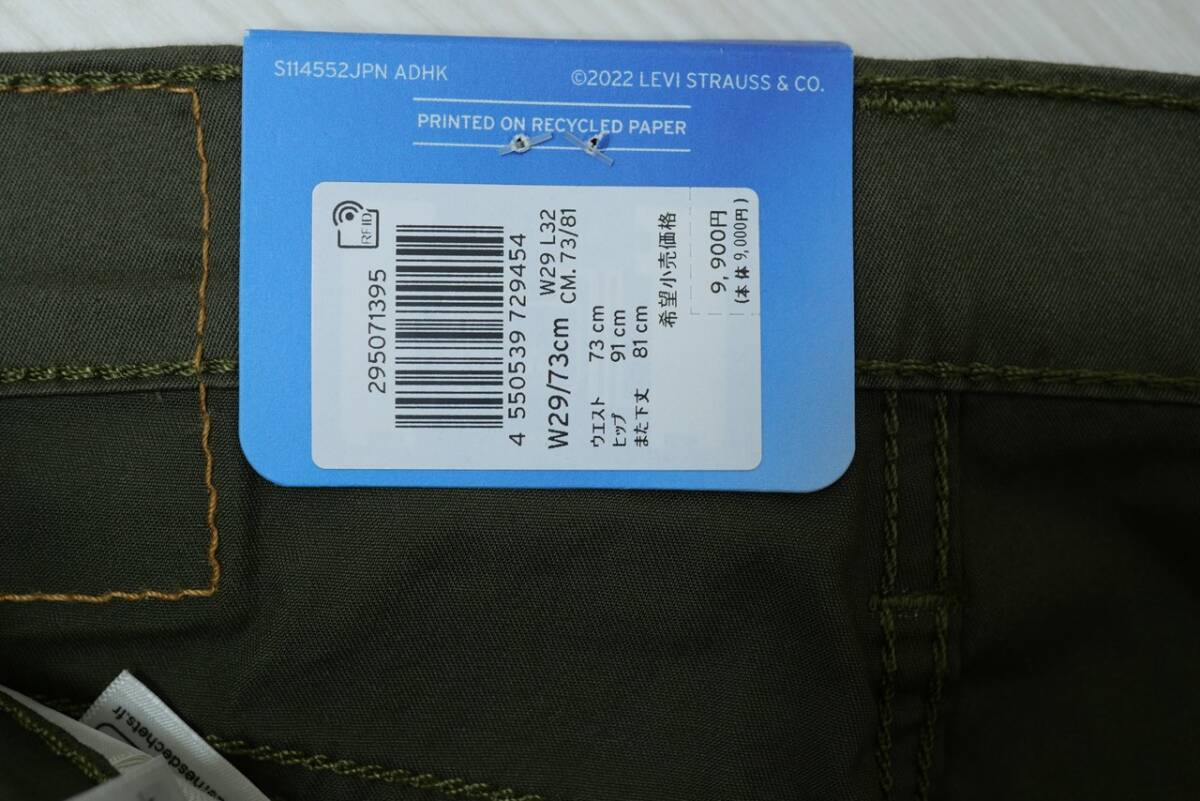 S114552JPN ADHK
©2022 LEVI STRAUSS & CO.
PRINTED ON RECYCLED PAPER
RFID
295071395
4 550539 729454
W29/73cm
W29 L32
CM. 73/81
ウエスト 73 cm
ヒップ 91 cm
また下丈 81 cm
希望小売価格
9,900円
(本体 9,000円)
nesdechets.fr